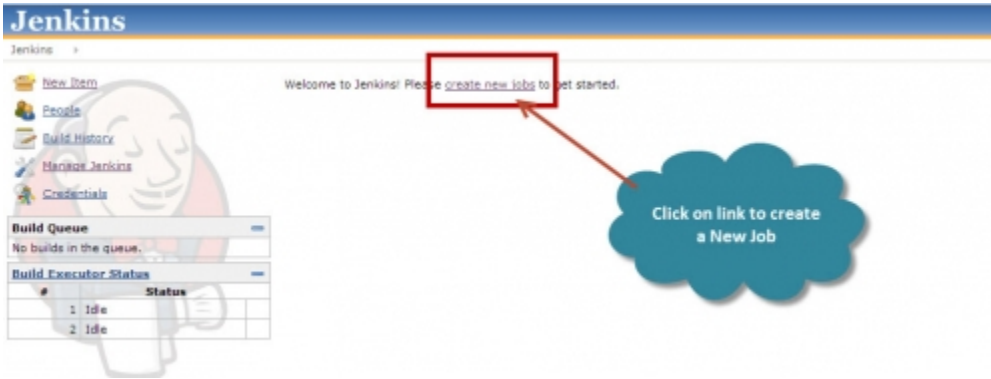 Jenkins
Jenkins ›
New Item
People
Build History
Manage Jenkins
Credentials
Build Queue
No builds in the queue.
Build Executor Status
# Status
1 Idle
2 Idle
Welcome to Jenkins! Please create new jobs to get started.
Click on link to create
a New Job